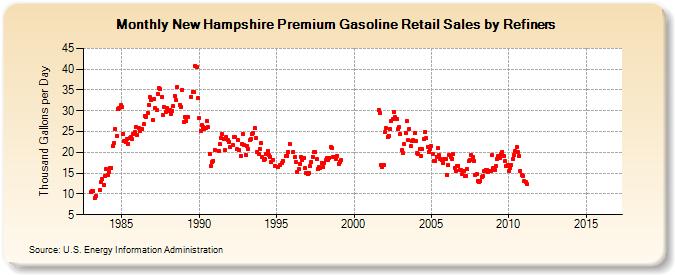 Monthly New Hampshire Premium Gasoline Retail Sales by Refiners
Thousand Gallons per Day
45
40
35
30
25
20
15
10
5
1985 1990 1995 2000 2005 2010 2015
Source: U.S. Energy Information Administration